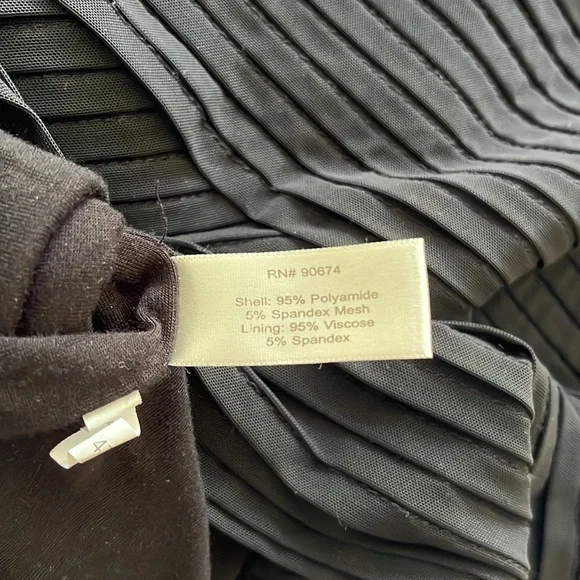 RN# 90674
Shell: 95% Polyamide
5% Spandex Mesh
Lining: 95% Viscose
5% Spandex
4